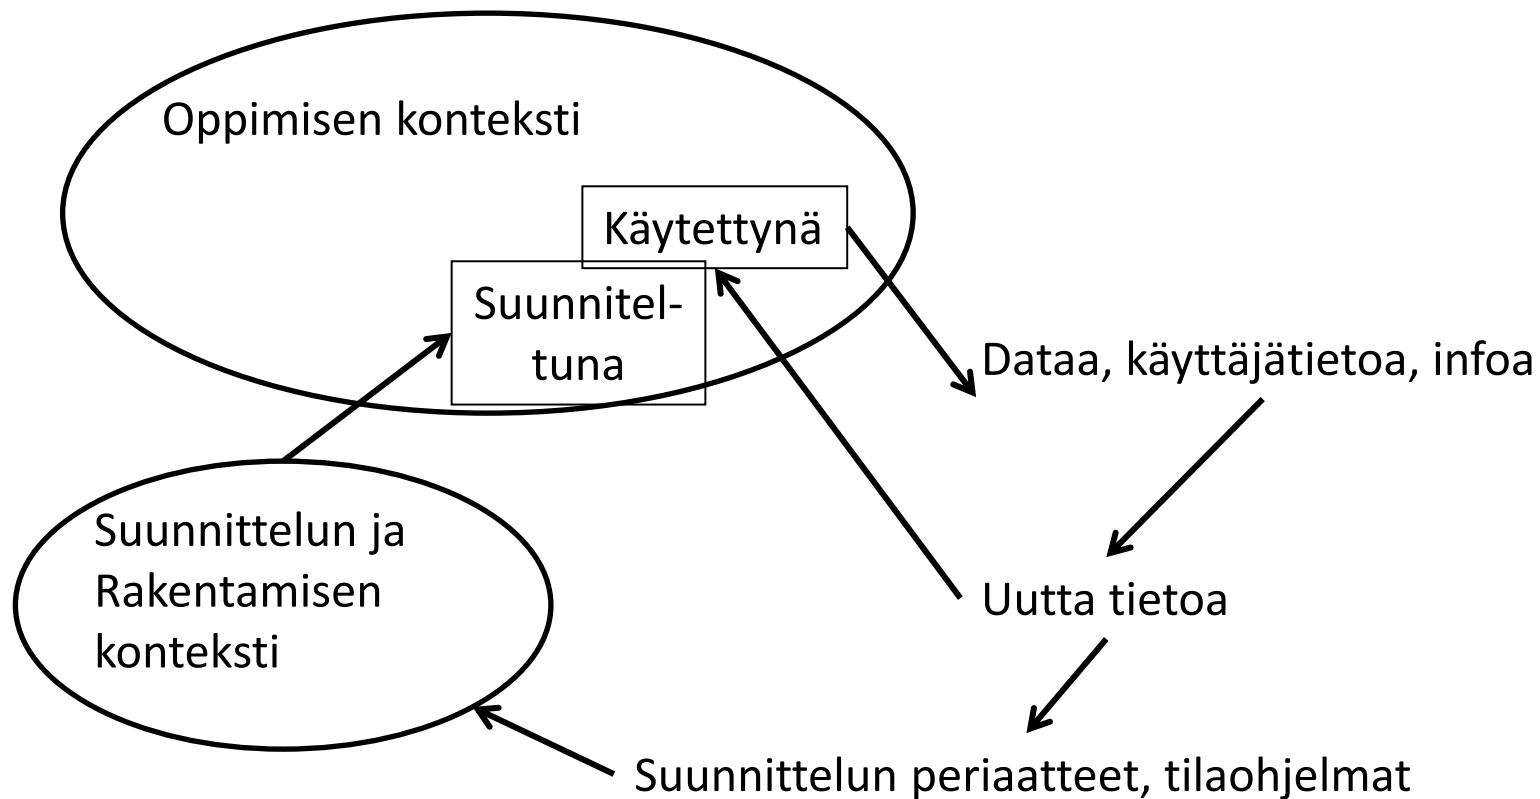 Oppimisen konteksti
Käytettynä
Suunnitel-
tuna
Dataa, käyttäjätietoa, infoa
Suunnittelun ja
Rakentamisen
konteksti
Uutta tietoa
Suunnittelun periaatteet, tilaohjelmat